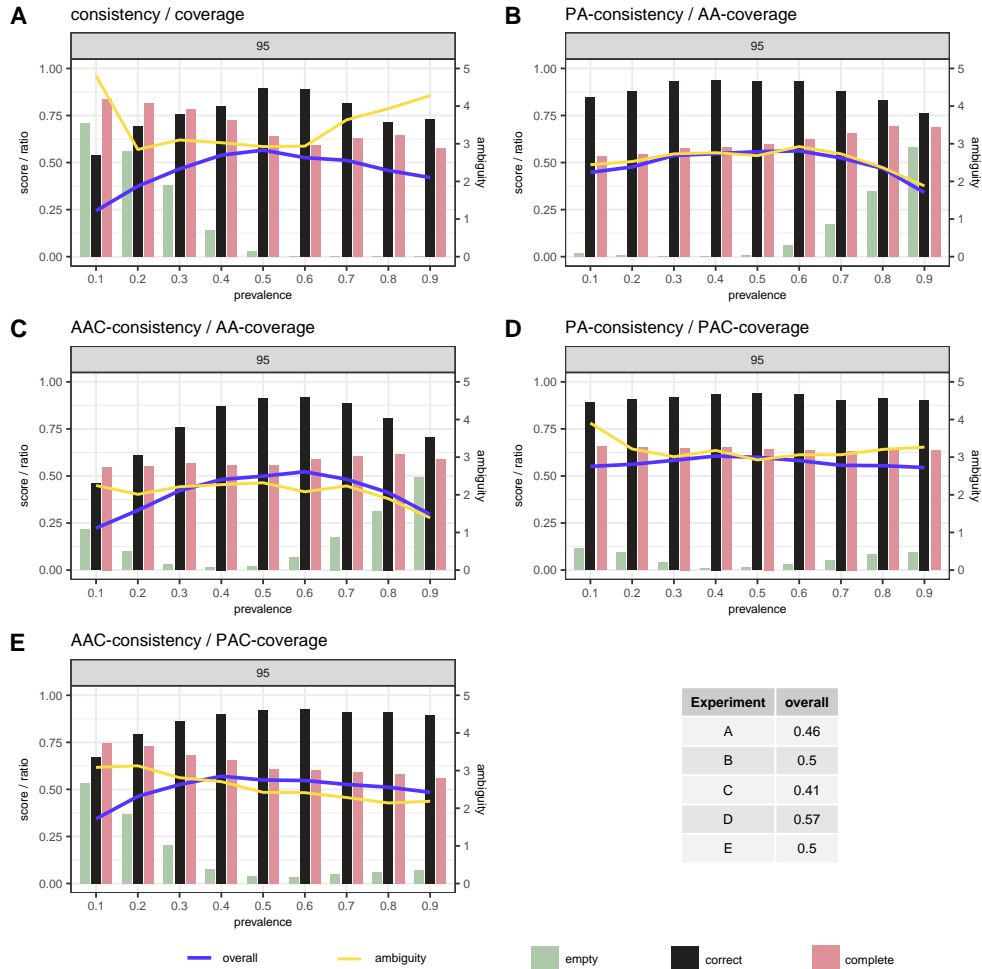 A consistency / coverage
95
1.00
0.75
0.50
0.25
0.00
score / ratio
5
4
3
2
1
0
ambiguity
0.1 0.2 0.3 0.4 0.5 0.6 0.7 0.8 0.9
prevalence
B PA-consistency / AA-coverage
95
1.00
0.75
0.50
0.25
0.00
score / ratio
5
4
3
2
1
0
ambiguity
0.1 0.2 0.3 0.4 0.5 0.6 0.7 0.8 0.9
prevalence
C AAC-consistency / AA-coverage
95
1.00
0.75
0.50
0.25
0.00
score / ratio
5
4
3
2
1
0
ambiguity
0.1 0.2 0.3 0.4 0.5 0.6 0.7 0.8 0.9
prevalence
D PA-consistency / PAC-coverage
95
1.00
0.75
0.50
0.25
0.00
score / ratio
5
4
3
2
1
0
ambiguity
0.1 0.2 0.3 0.4 0.5 0.6 0.7 0.8 0.9
prevalence
E AAC-consistency / PAC-coverage
95
1.00
0.75
0.50
0.25
0.00
score / ratio
5
4
3
2
1
0
ambiguity
0.1 0.2 0.3 0.4 0.5 0.6 0.7 0.8 0.9
prevalence
Experiment overall
A 0.46
B 0.5
C 0.41
D 0.57
E 0.5
overall ambiguity empty correct complete